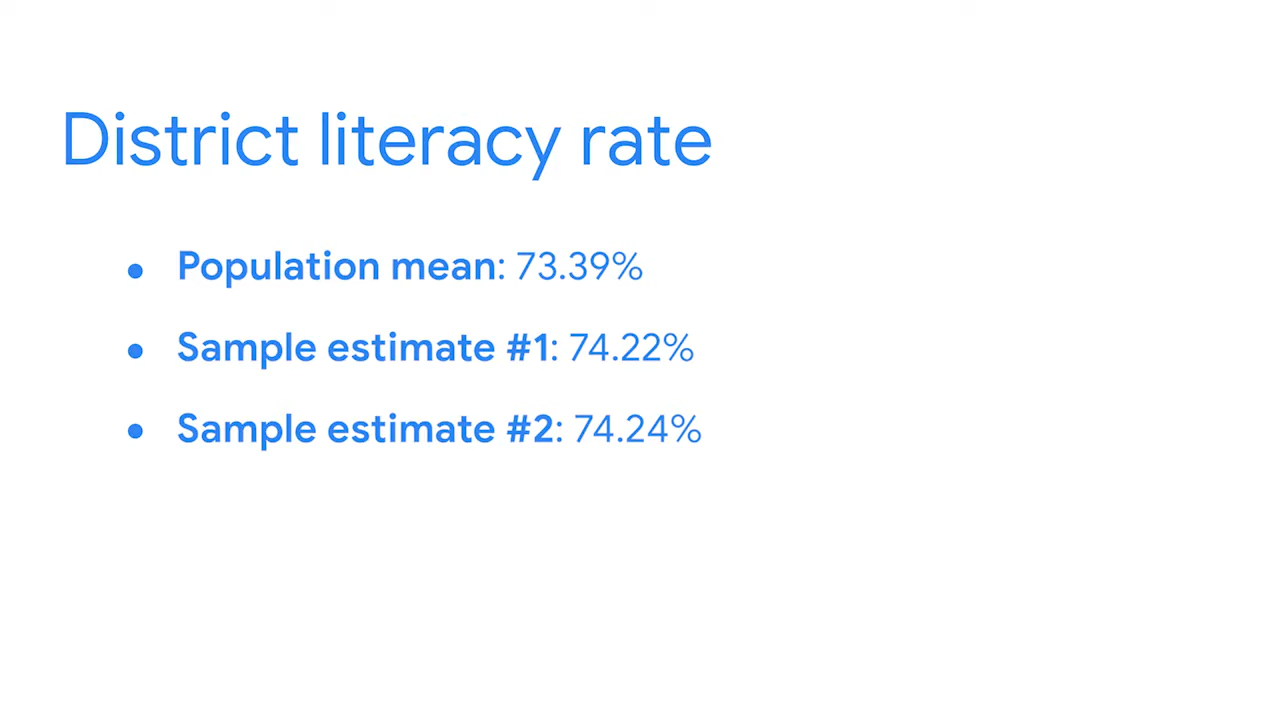 District literacy rate
● Population mean: 73.39%
● Sample estimate #1: 74.22%
● Sample estimate #2: 74.24%